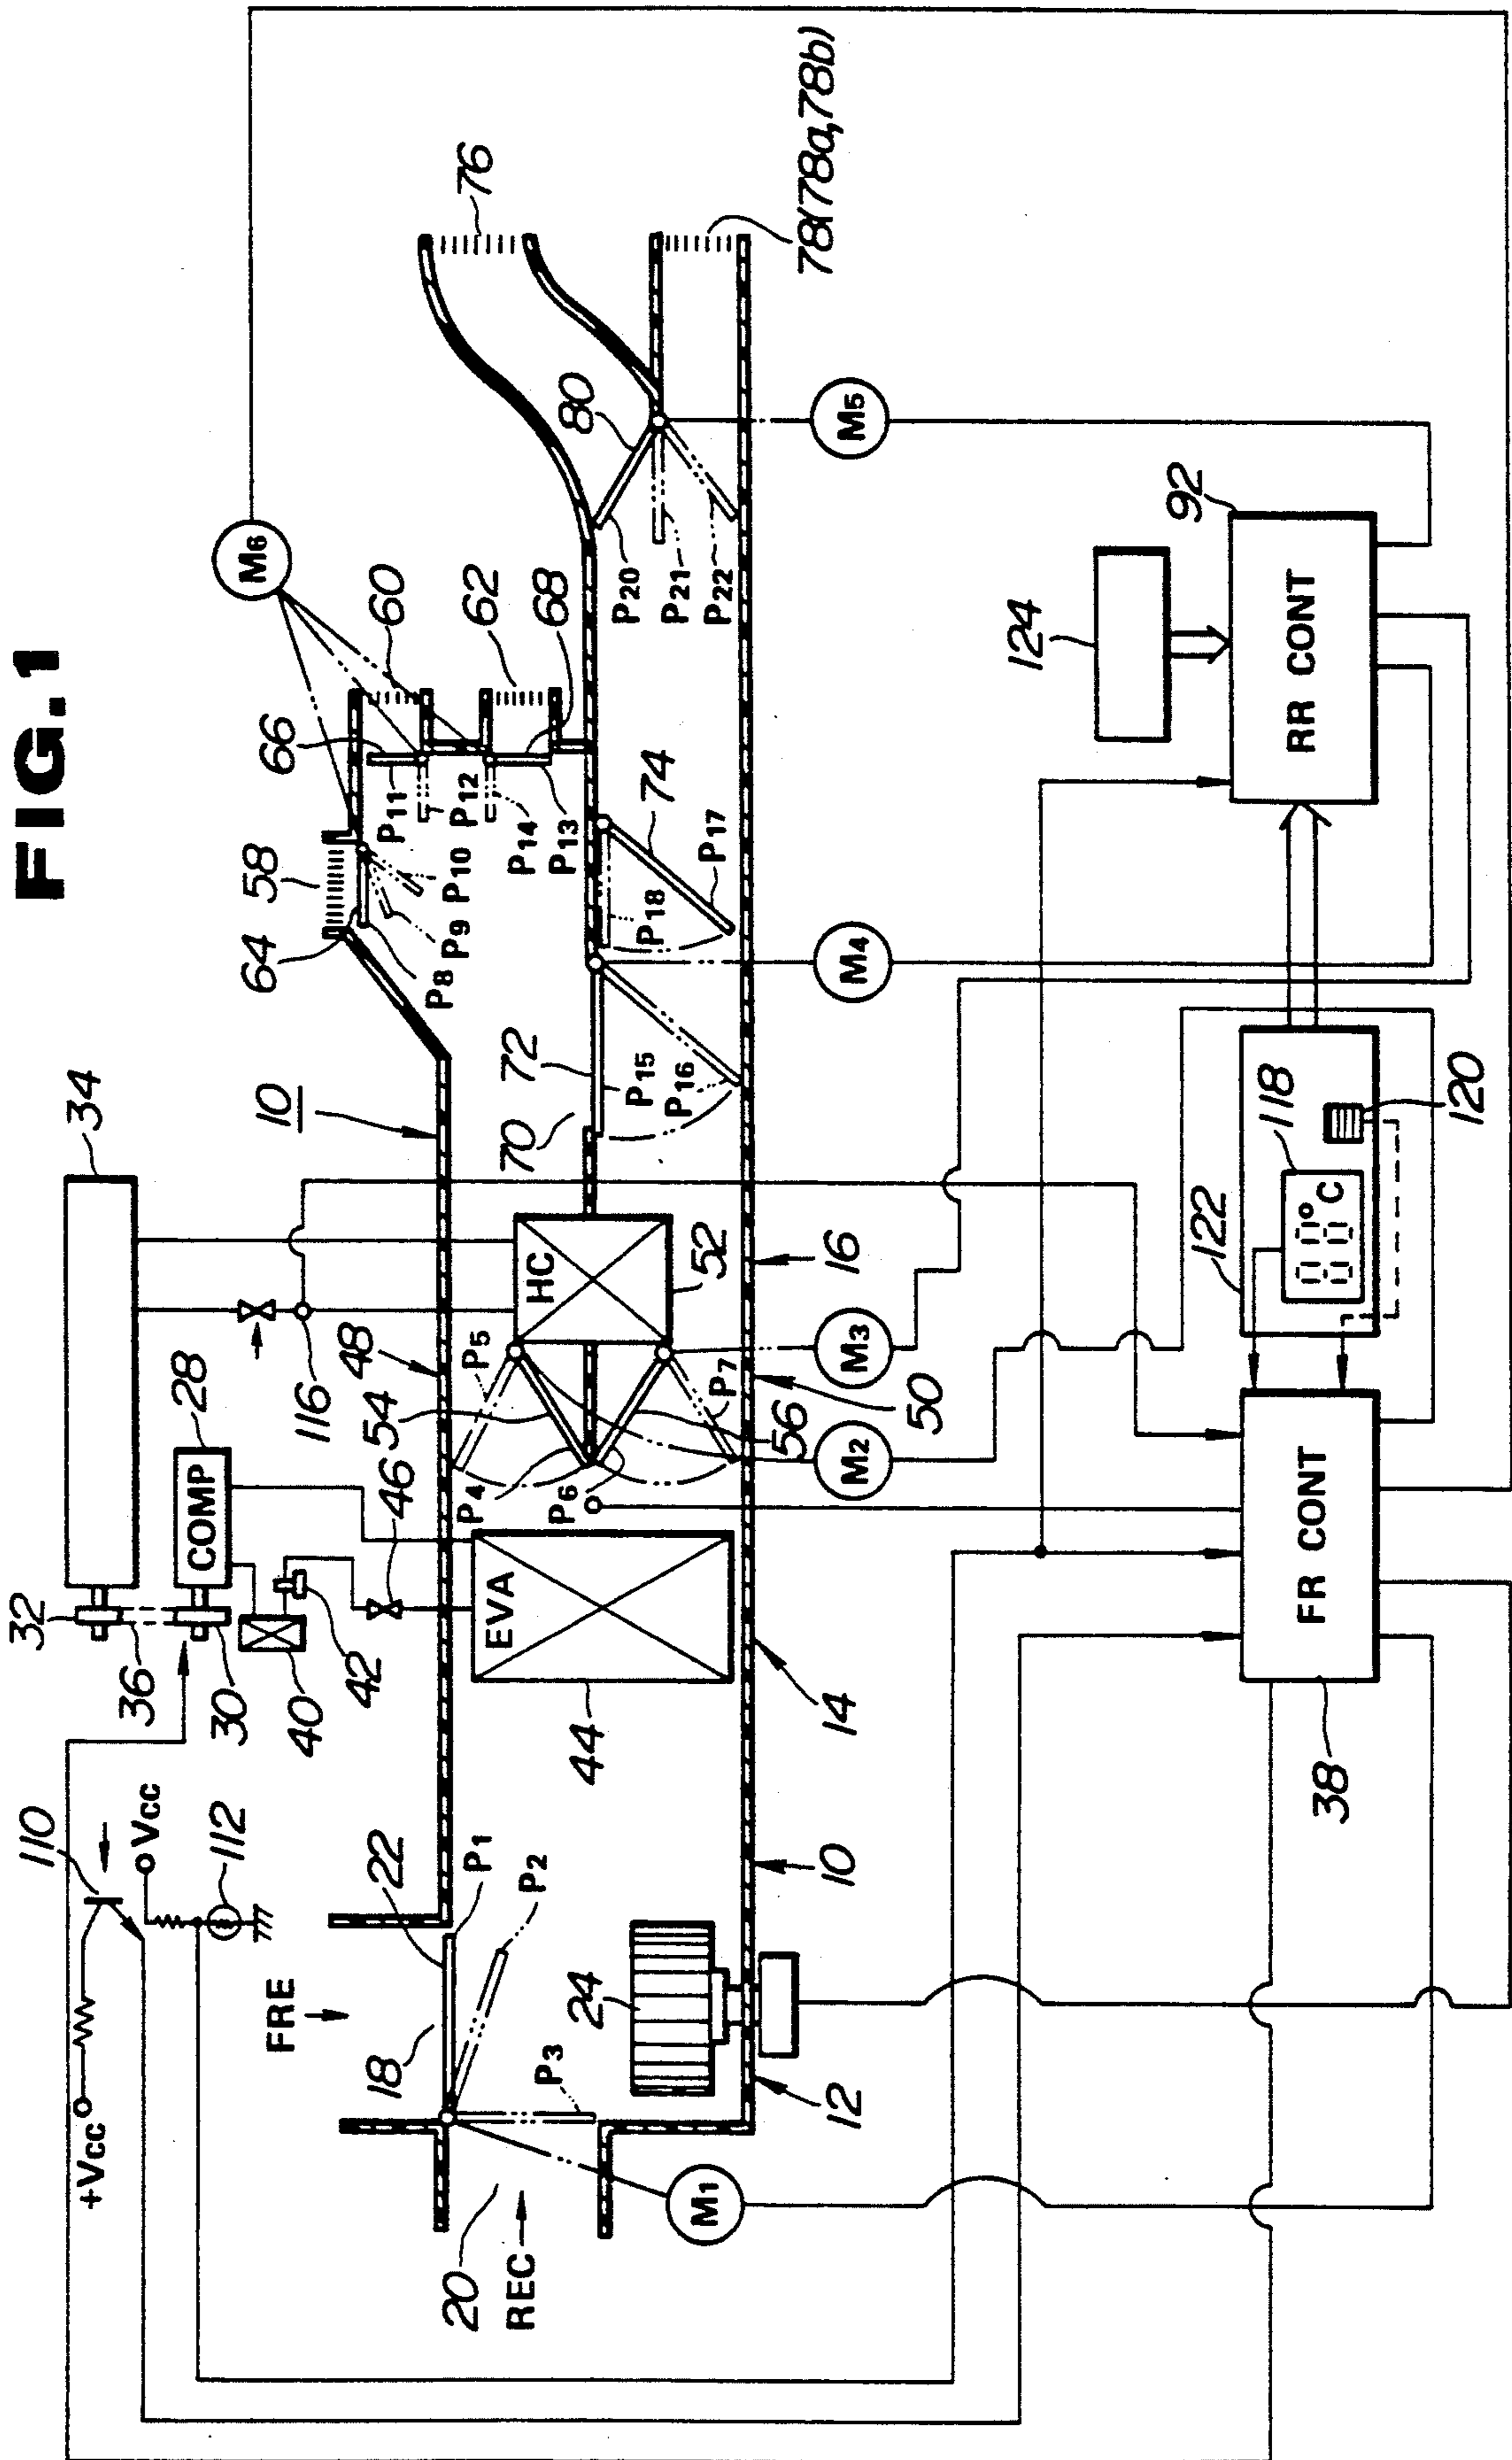 FIG.1
34
32
36
30
COMP
28
40
42
46
116
110
+Vcc
Vcc
112
FRE
18
22
P1
P2
P3
20
REC
M1
24
12
10
14
44
EVA
48
54
P5
P4
P6
P7
56
HC
52
50
16
M2
M3
10
70
72
P15
P16
64
58
P8
P9
P10
66
P11
P12
P14
P13
60
62
68
M6
74
P17
P18
M4
76
80
P20
P21
P22
78(78a,78b)
M5
FR CONT
38
122
118
°C
120
124
RR CONT
92